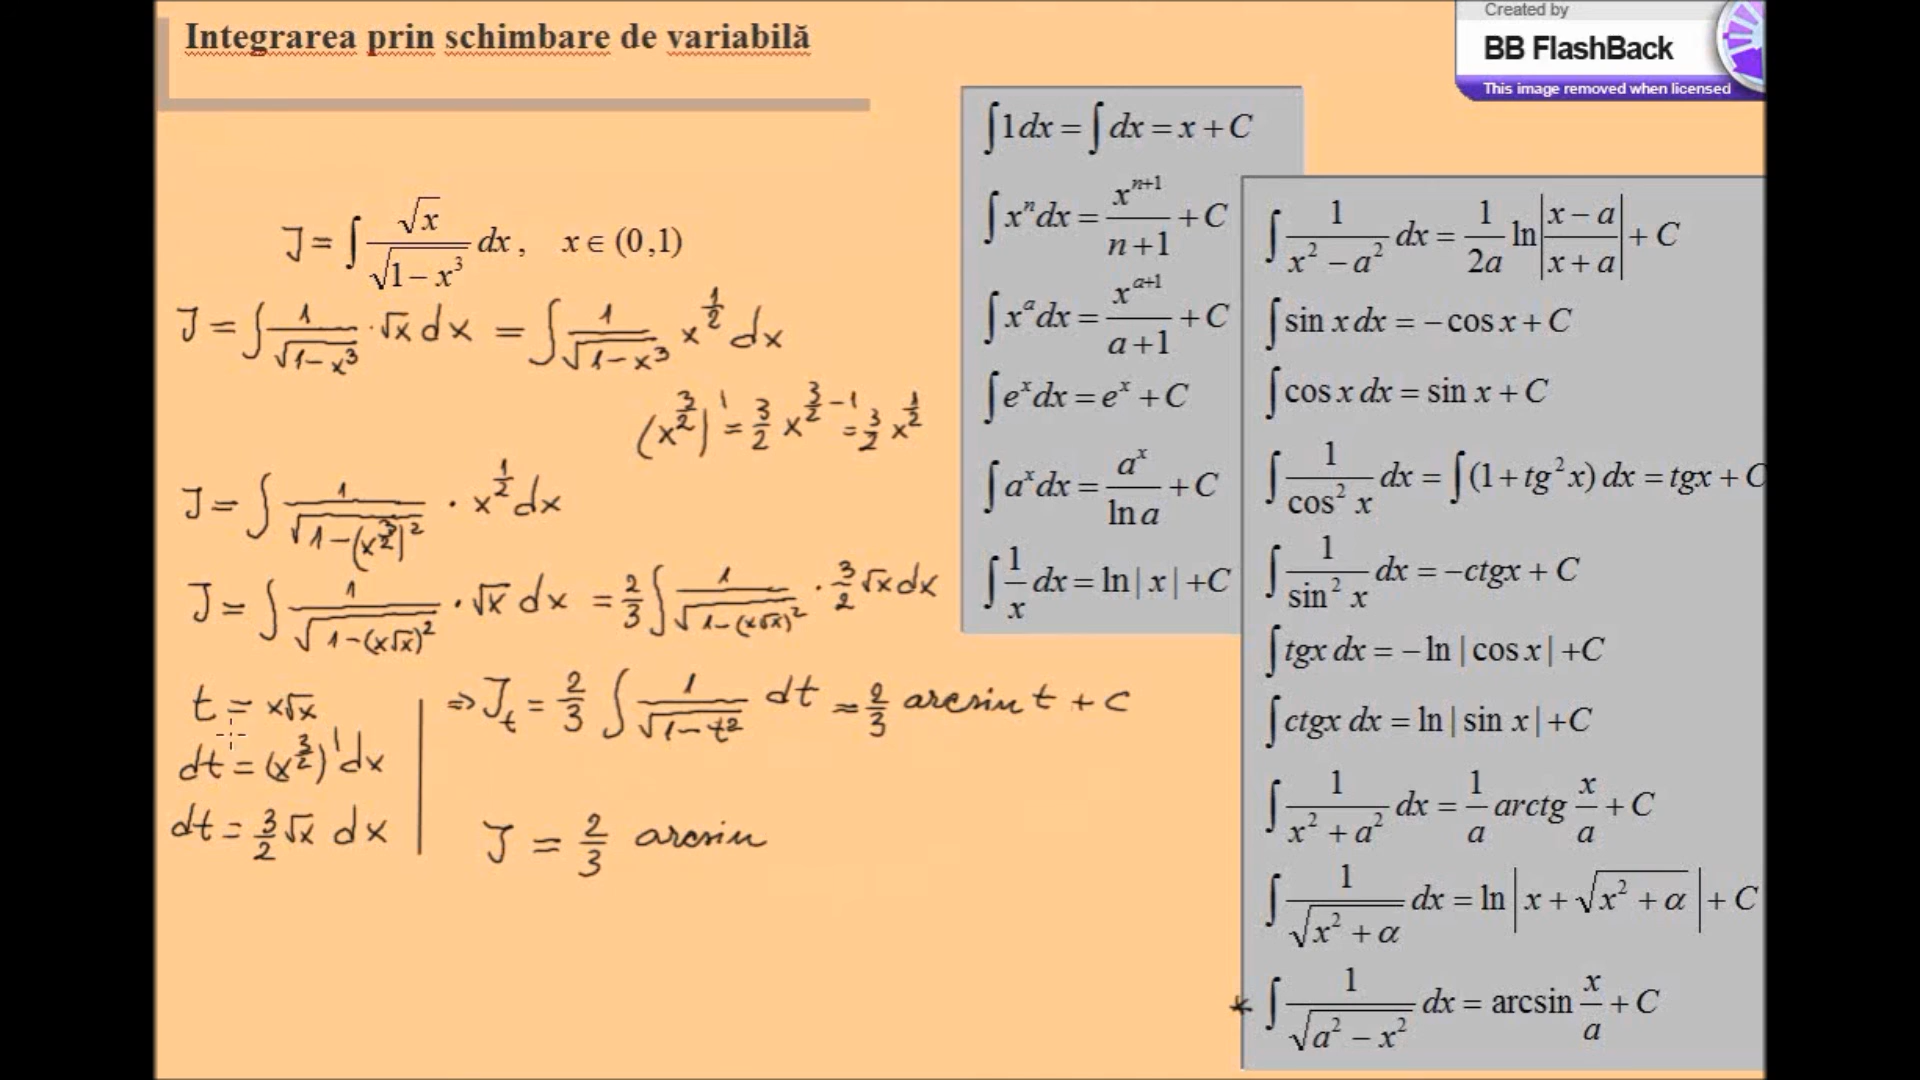 Integrarea prin schimbare de variabilă
Created by
BB FlashBack
This image removed when licensed
J = ∫ √x / √(1 − x³) dx ,   x ∈ (0,1)
J = ∫ 1/√(1−x³) · √x dx = ∫ 1/√(1−x³) x^(1/2) dx
(x^(3/2))' = 3/2 x^(3/2 − 1) = 3/2 x^(1/2)
J = ∫ 1/√(1−(x^(3/2))²) · x^(1/2) dx
J = ∫ 1/√(1−(x√x)²) · √x dx = 2/3 ∫ 1/√(1−(x√x)²) · 3/2 √x dx
t = x√x
dt = (x^(3/2))' dx
dt = 3/2 √x dx
⇒ J_t = 2/3 ∫ 1/√(1−t²) dt = 2/3 arcsin t + C
J = 2/3 arcsin
∫1dx = ∫dx = x + C
∫xⁿdx = x^(n+1)/(n+1) + C
∫x^a dx = x^(a+1)/(a+1) + C
∫e^x dx = e^x + C
∫a^x dx = a^x/ln a + C
∫1/x dx = ln | x | +C
∫1/(x² − a²) dx = 1/2a ln |(x − a)/(x + a)| + C
∫sin x dx = −cos x + C
∫cos x dx = sin x + C
∫1/cos² x dx = ∫(1 + tg²x) dx = tgx + C
∫1/sin² x dx = −ctgx + C
∫tgx dx = −ln | cos x | +C
∫ctgx dx = ln | sin x | +C
∫1/(x² + a²) dx = 1/a arctg x/a + C
∫1/√(x² + α) dx = ln | x + √(x² + α) | + C
* ∫1/√(a² − x²) dx = arcsin x/a + C